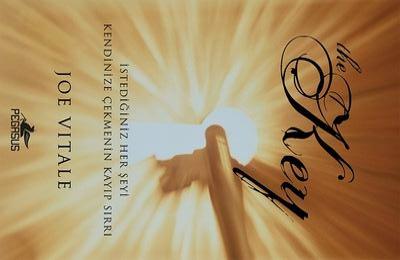 the
Key
İSTEDİĞİNİZ HER ŞEYİ
KENDİNİZE ÇEKMENİN KAYIP SIRRI
JOE VITALE
PEGASUS